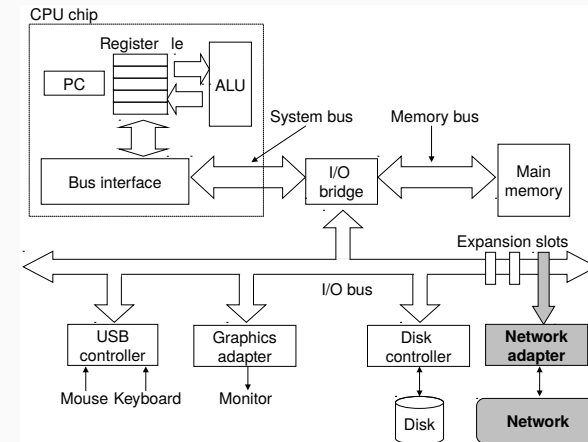 CPU chip
Register le
PC
ALU
System bus
Memory bus
Bus interface
I/O
bridge
Main
memory
Expansion slots
I/O bus
USB
controller
Graphics
adapter
Disk
controller
Network
adapter
Mouse Keyboard
Monitor
Disk
Network